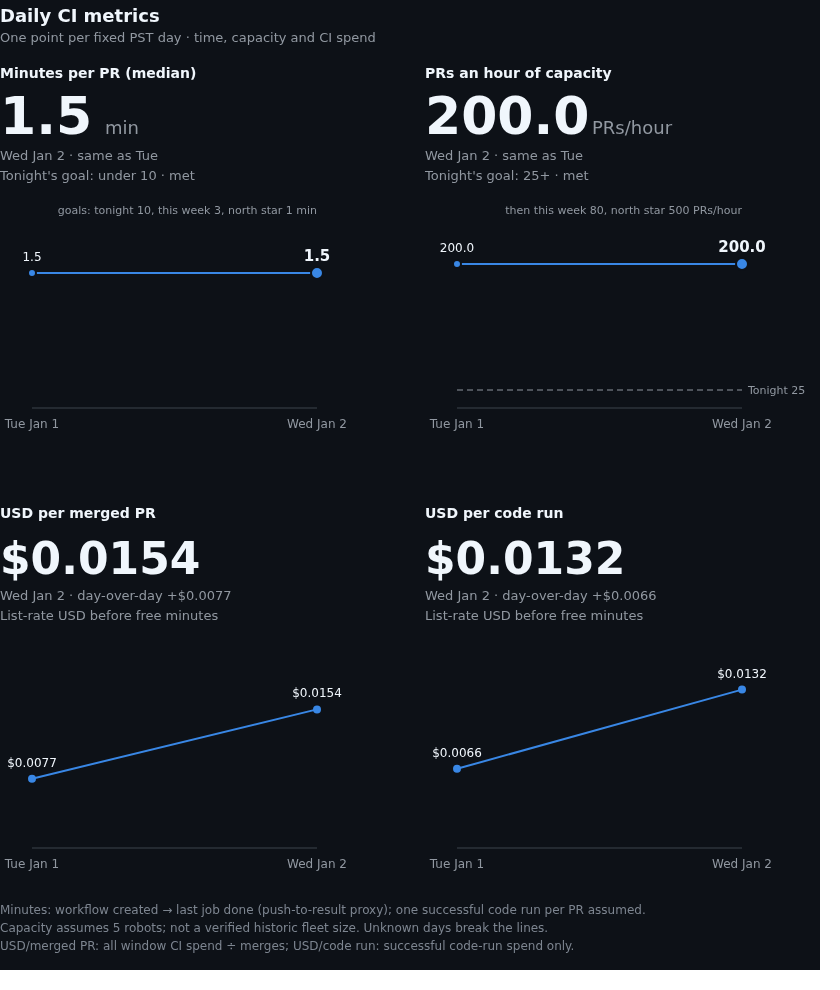 Daily CI metrics
One point per fixed PST day · time, capacity and CI spend
Minutes per PR (median)
1.5 min
Wed Jan 2 · same as Tue
Tonight's goal: under 10 · met
goals: tonight 10, this week 3, north star 1 min
1.5
1.5
Tue Jan 1
Wed Jan 2
PRs an hour of capacity
200.0 PRs/hour
Wed Jan 2 · same as Tue
Tonight's goal: 25+ · met
then this week 80, north star 500 PRs/hour
200.0
200.0
Tonight 25
Tue Jan 1
Wed Jan 2
USD per merged PR
$0.0154
Wed Jan 2 · day-over-day +$0.0077
List-rate USD before free minutes
$0.0154
$0.0077
Tue Jan 1
Wed Jan 2
USD per code run
$0.0132
Wed Jan 2 · day-over-day +$0.0066
List-rate USD before free minutes
$0.0132
$0.0066
Tue Jan 1
Wed Jan 2
Minutes: workflow created → last job done (push-to-result proxy); one successful code run per PR assumed.
Capacity assumes 5 robots; not a verified historic fleet size. Unknown days break the lines.
USD/merged PR: all window CI spend ÷ merges; USD/code run: successful code-run spend only.